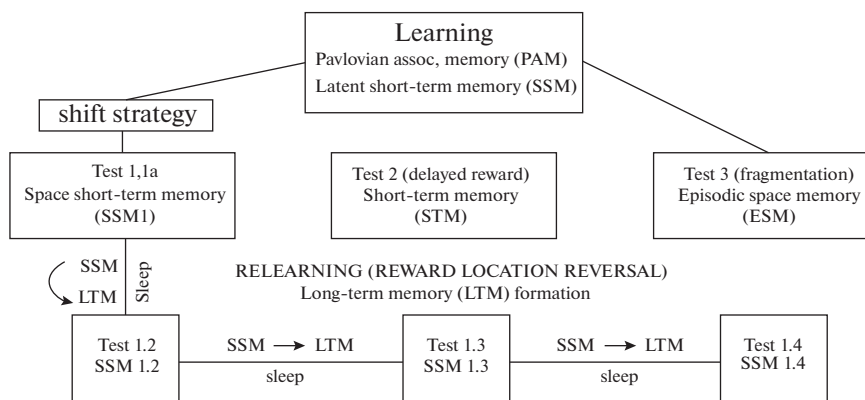 Learning
Pavlovian assoc, memory (PAM)
Latent short-term memory (SSM)
shift strategy
Test 1,1a
Space short-term memory
(SSM1)
Test 2 (delayed reward)
Short-term memory
(STM)
Test 3 (fragmentation)
Episodic space memory
(ESM)
SSM
LTM
Sleep
RELEARNING (REWARD LOCATION REVERSAL)
Long-term memory (LTM) formation
Test 1.2
SSM 1.2
SSM → LTM
sleep
Test 1.3
SSM 1.3
SSM → LTM
sleep
Test 1.4
SSM 1.4